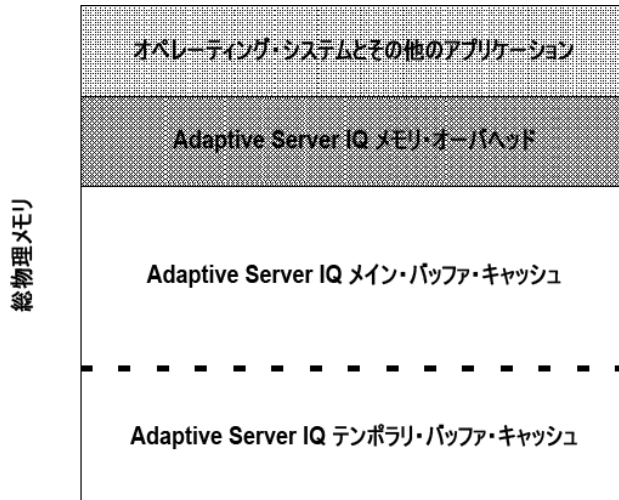 オペレーティング・システムとその他のアプリケーション
Adaptive Server IQ メモリ・オーバヘッド
総物理メモリ
Adaptive Server IQ メイン・バッファ・キャッシュ
Adaptive Server IQ テンポラリ・バッファ・キャッシュ